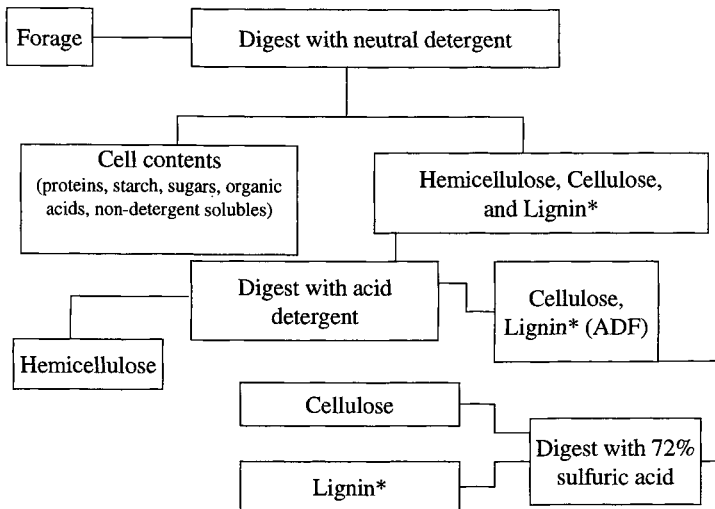 Forage
Digest with neutral detergent
Cell contents
(proteins, starch, sugars, organic
acids, non-detergent solubles)
Hemicellulose, Cellulose,
and Lignin*
Digest with acid
detergent
Cellulose,
Lignin* (ADF)
Hemicellulose
Cellulose
Digest with 72%
sulfuric acid
Lignin*